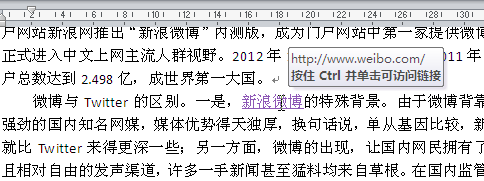 户网站新浪网推出“新浪微博”内测版，成为门户网站中第一家提供微博
正式进入中文上网主流人群视野。2012年
http://www.weibo.com/
011年
按住 Ctrl 并单击可访问链接
户总数达到 2.498 亿，成世界第一大国。
微博与 Twitter 的区别。一是，新浪微博的特殊背景。由于微博背靠
强劲的国内知名网媒，媒体优势得天独厚，换句话说，单从基因比较，新
就比 Twitter 来得更深一些；另一方面，微博的出现，让国内网民拥有了
且相对自由的发声渠道，许多一手新闻甚至猛料均来自草根。在国内监管